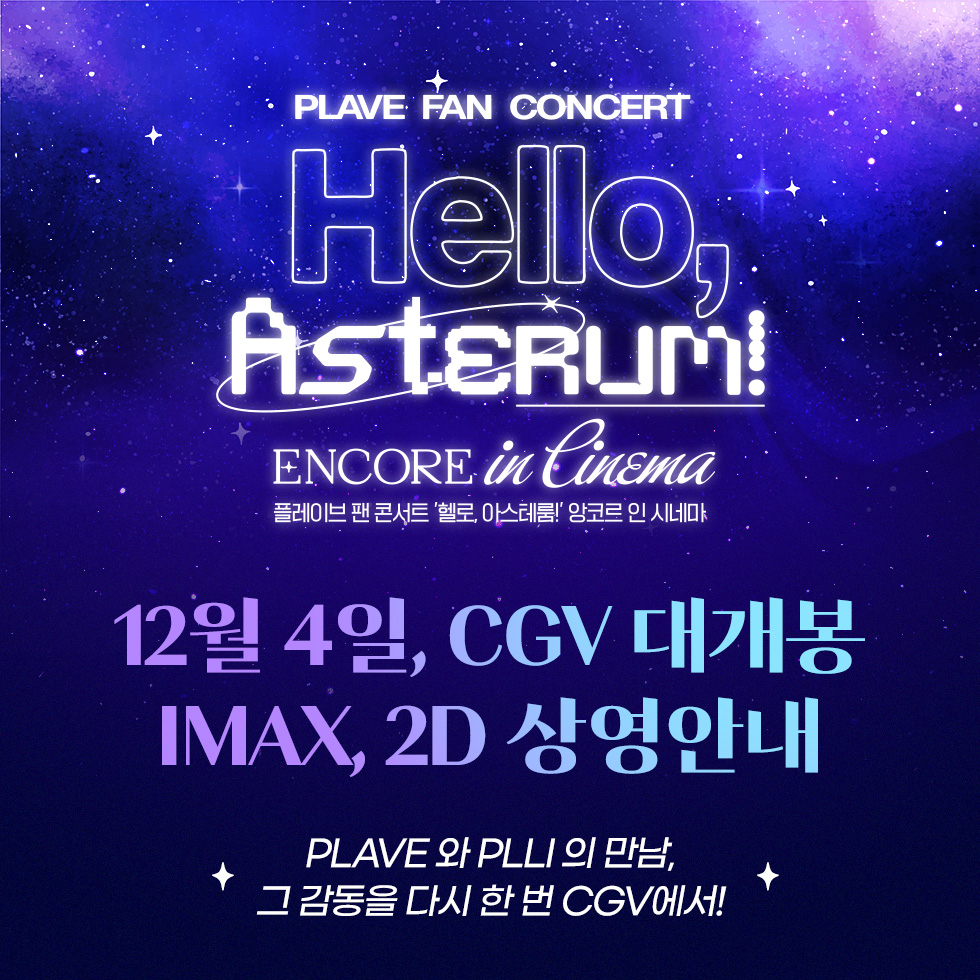 PLAVE FAN CONCERT
Hello,
Asterum!
ENCORE in Cinema
플레이브 팬 콘서트 '헬로, 아스테룸!' 앙코르 인 시네마
12월 4일, CGV 대개봉
IMAX, 2D 상영안내
PLAVE 와 PLLI 의 만남,
그 감동을 다시 한 번 CGV에서!